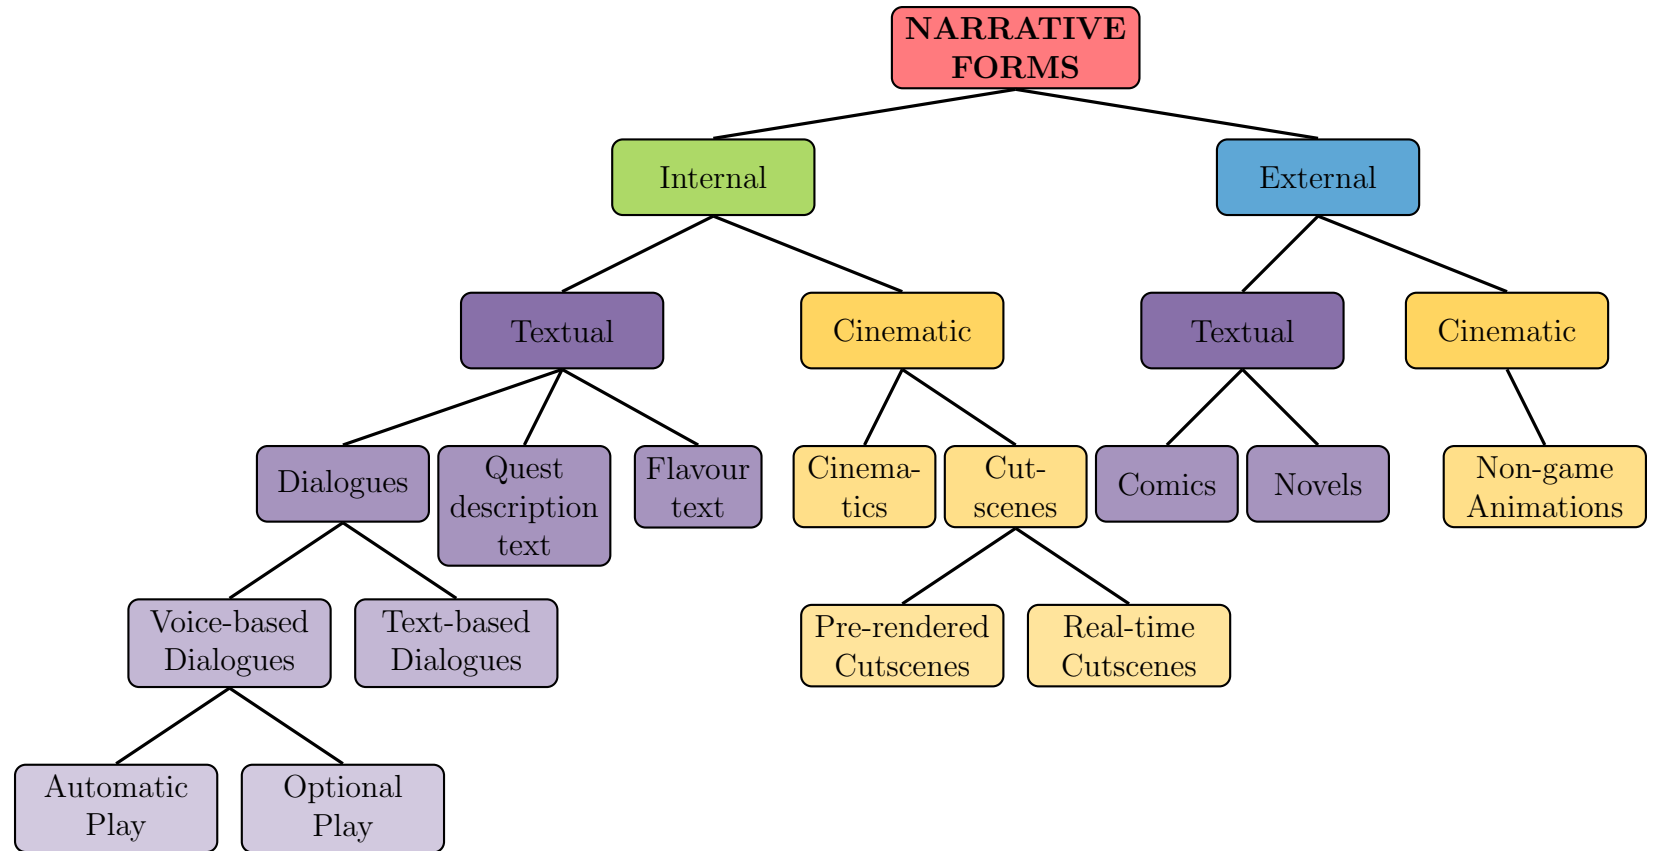 NARRATIVE
FORMS
Internal
External
Textual
Cinematic
Textual
Cinematic
Dialogues
Quest
description
text
Flavour
text
Cinema-
tics
Cut-
scenes
Comics
Novels
Non-game
Animations
Voice-based
Dialogues
Text-based
Dialogues
Pre-rendered
Cutscenes
Real-time
Cutscenes
Automatic
Play
Optional
Play